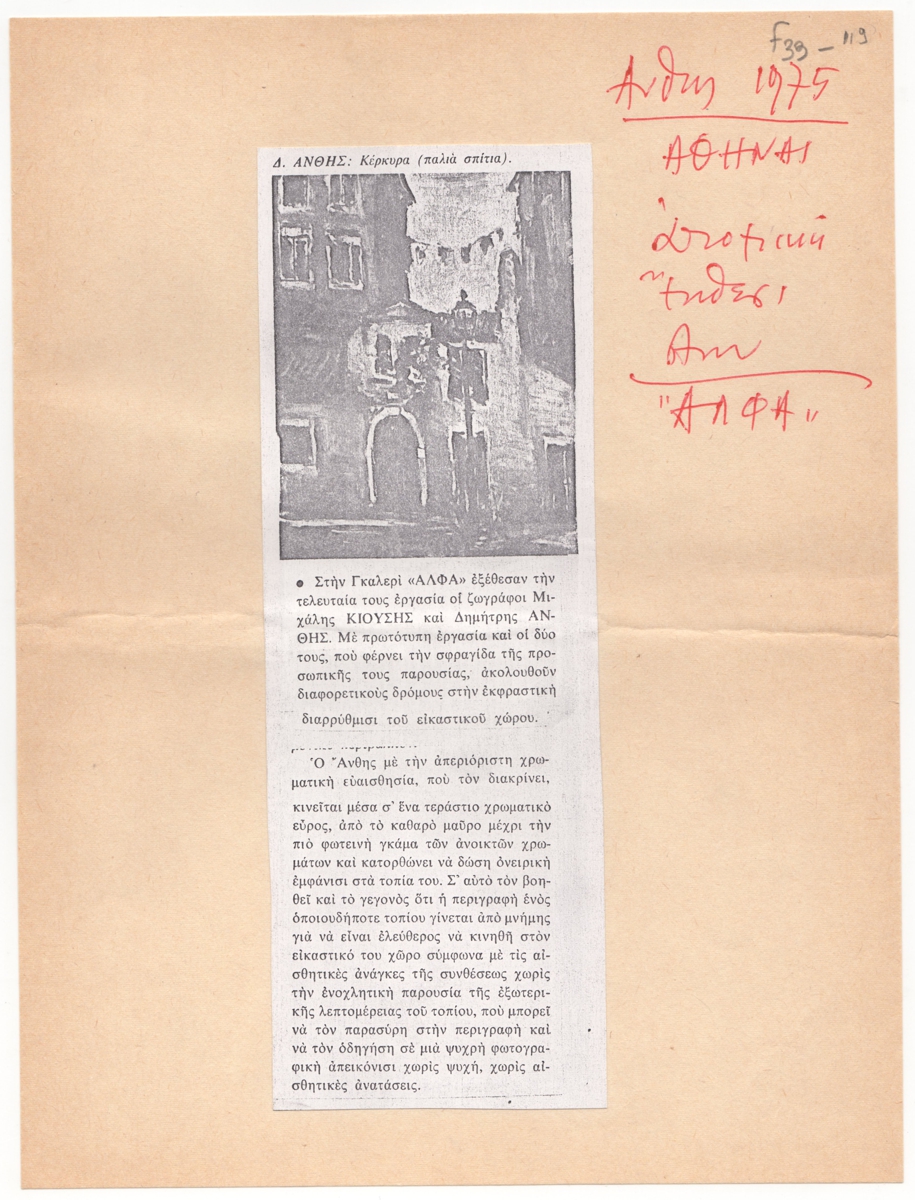 f39-119
Ανθης 1975
ΑΘΗΝΑΙ
Ατομική
Έκθεσι
"ΑΛΦΑ"
Δ. ΑΝΘΗΣ: Κέρκυρα (παλιὰ σπίτια).
● Στὴν Γκαλερὶ «ΑΛΦΑ» ἐξέθεσαν τὴν
τελευταία τους ἐργασία οἱ ζωγράφοι Μι-
χάλης ΚΙΟΥΣΗΣ καὶ Δημήτρης ΑΝ-
ΘΗΣ. Μὲ πρωτότυπη ἐργασία καὶ οἱ δύο
τους, ποὺ φέρνει τὴν σφραγίδα τῆς προ-
σωπικῆς τους παρουσίας, ἀκολουθοῦν
διαφορετικοὺς δρόμους στὴν ἐκφραστικὴ
διαρρύθμισι τοῦ εἰκαστικοῦ χώρου.
Ὁ Ἄνθης μὲ τὴν ἀπεριόριστη χρω-
ματικὴ εὐαισθησία, ποὺ τὸν διακρίνει,
κινεῖται μέσα σ' ἕνα τεράστιο χρωματικὸ
εὖρος, ἀπὸ τὸ καθαρὸ μαῦρο μέχρι τὴν
πιὸ φωτεινὴ γκάμα τῶν ἀνοικτῶν χρω-
μάτων καὶ κατορθώνει νὰ δώση ὀνειρικὴ
ἐμφάνισι στὰ τοπία του. Σ' αὐτὸ τὸν βοη-
θεῖ καὶ τὸ γεγονὸς ὅτι ἡ περιγραφὴ ἑνὸς
ὁποιουδήποτε τοπίου γίνεται ἀπὸ μνήμης
γιὰ νὰ εἶναι ἐλεύθερος νὰ κινηθῆ στὸν
εἰκαστικό του χῶρο σύμφωνα μὲ τὶς αἰ-
σθητικὲς ἀνάγκες τῆς συνθέσεως χωρὶς
τὴν ἐνοχλητικὴ παρουσία τῆς ἐξωτερι-
κῆς λεπτομέρειας τοῦ τοπίου, ποὺ μπορεῖ
νὰ τὸν παρασύρη στὴν περιγραφὴ καὶ
νὰ τὸν ὁδηγήση σὲ μιὰ ψυχρὴ φωτογρα-
φικὴ ἀπεικόνισι χωρὶς ψυχή, χωρὶς αἰ-
σθητικὲς ἀνατάσεις.